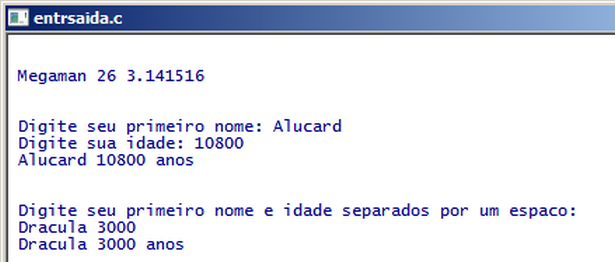 entrsaida.c
Megaman 26 3.141516
Digite seu primeiro nome: Alucard
Digite sua idade: 10800
Alucard 10800 anos
Digite seu primeiro nome e idade separados por um espaco:
Dracula 3000
Dracula 3000 anos